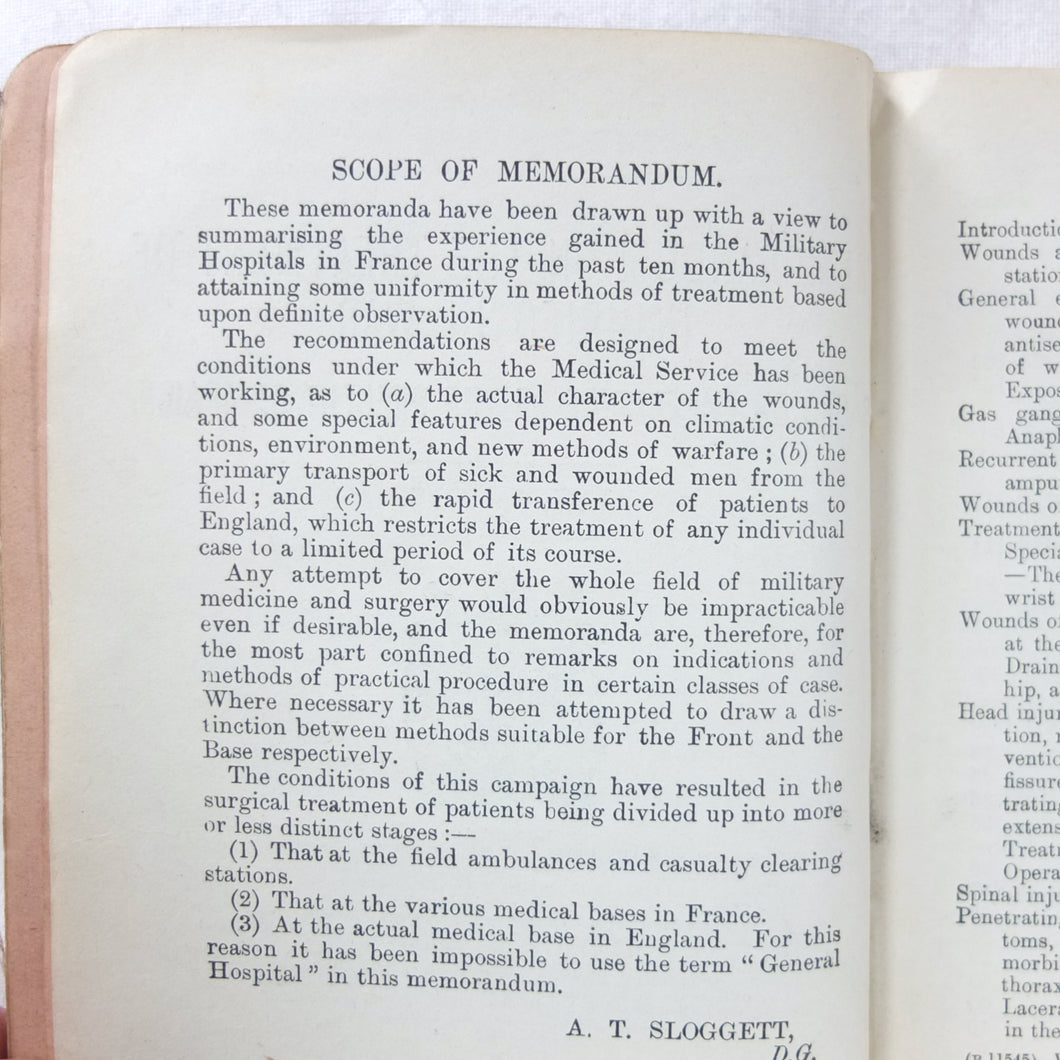 SCOPE OF MEMORANDUM.
These memoranda have been drawn up with a view to
summarising the experience gained in the Military
Hospitals in France during the past ten months, and to
attaining some uniformity in methods of treatment based
upon definite observation.
The recommendations are designed to meet the
conditions under which the Medical Service has been
working, as to (a) the actual character of the wounds,
and some special features dependent on climatic condi-
tions, environment, and new methods of warfare ; (b) the
primary transport of sick and wounded men from the
field ; and (c) the rapid transference of patients to
England, which restricts the treatment of any individual
case to a limited period of its course.
Any attempt to cover the whole field of military
medicine and surgery would obviously be impracticable
even if desirable, and the memoranda are, therefore, for
the most part confined to remarks on indications and
methods of practical procedure in certain classes of case.
Where necessary it has been attempted to draw a dis-
tinction between methods suitable for the Front and the
Base respectively.
The conditions of this campaign have resulted in the
surgical treatment of patients being divided up into more
or less distinct stages :—
(1) That at the field ambulances and casualty clearing
stations.
(2) That at the various medical bases in France.
(3) At the actual medical base in England. For this
reason it has been impossible to use the term “ General
Hospital ” in this memorandum.
A. T. SLOGGETT,
D.G.
Introducti
Wounds a
statio
General e
woun
antise
of w
Expos
Gas gang
Anapl
Recurrent
ampu
Wounds o
Treatment
Speci
—The
wrist
Wounds o
at the
Drain
hip, a
Head inju
tion, r
ventio
fissure
trating
extens
Treat
Opera
Spinal inju
Penetratin
toms,
morbi
thorax
Lacer
in the
(B 11545)